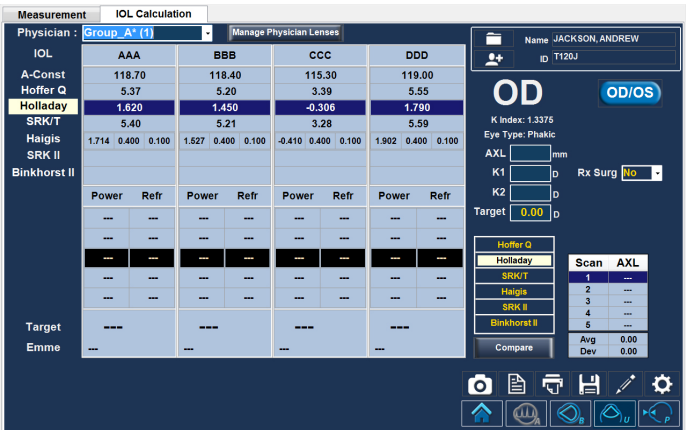 Measurement IOL Calculation
Physician : Group_A* (1) Manage Physician Lenses
Name JACKSON, ANDREW
ID T120J
IOL AAA BBB CCC DDD
A-Const 118.70 118.40 115.30 119.00
Hoffer Q 5.37 5.20 3.39 5.55
Holladay 1.620 1.450 -0.306 1.790
SRK/T 5.40 5.21 3.28 5.59
Haigis 1.714 0.400 0.100 1.527 0.400 0.100 -0.410 0.400 0.100 1.902 0.400 0.100
SRK II
Binkhorst II
Power Refr Power Refr Power Refr Power Refr
--- --- --- --- --- --- --- ---
--- --- --- --- --- --- --- ---
--- --- --- --- --- --- --- ---
--- --- --- --- --- --- --- ---
--- --- --- --- --- --- --- ---
Target --- --- --- ---
Emme --- --- --- ---
OD OD/OS
K Index: 1.3375
Eye Type: Phakic
AXL mm
K1 D Rx Surg No
K2 D
Target 0.00 D
Hoffer Q
Holladay
SRK/T
Haigis
SRK II
Binkhorst II
Compare
Scan AXL
1 ---
2 ---
3 ---
4 ---
5 ---
Avg 0.00
Dev 0.00
A B U P